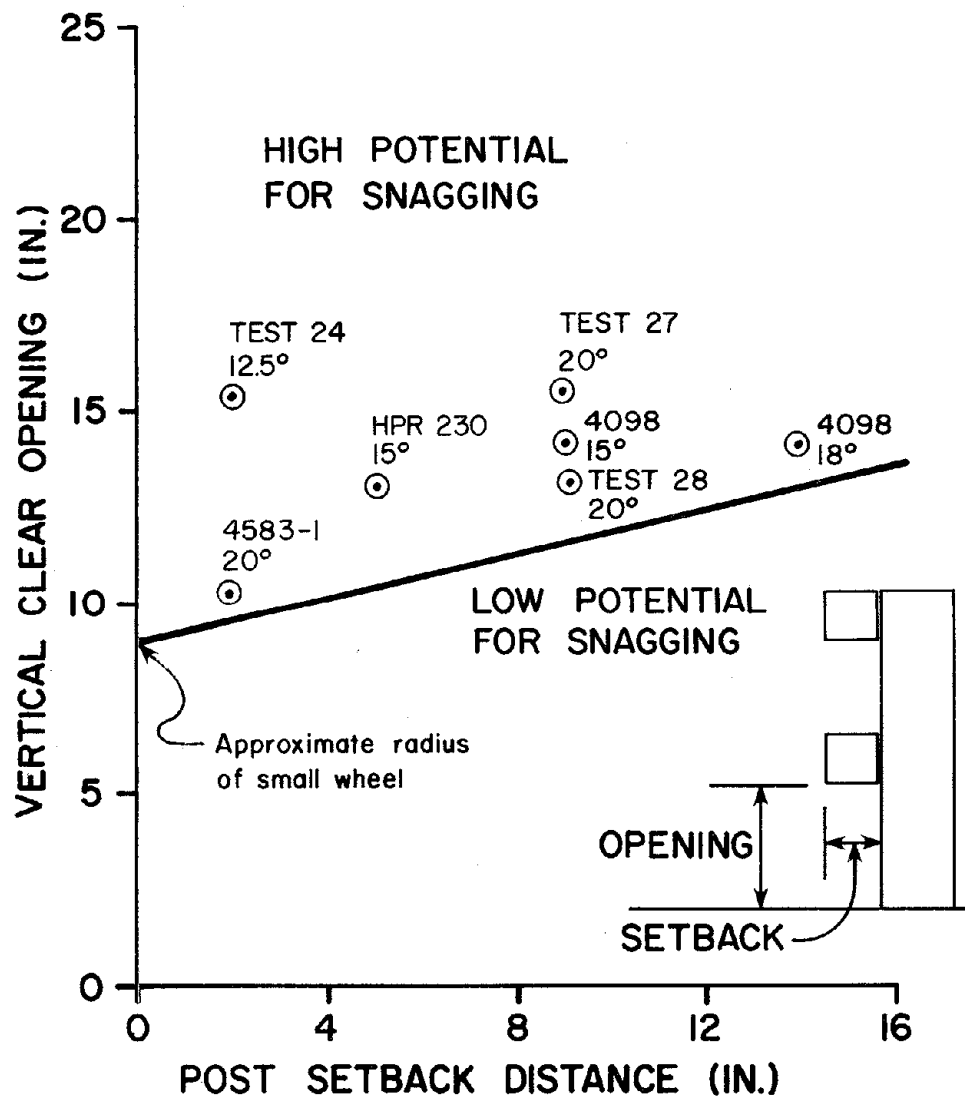 25
20
15
10
5
0
VERTICAL CLEAR OPENING (IN.)
HIGH POTENTIAL
FOR SNAGGING
TEST 24
12.5°
TEST 27
20°
HPR 230
15°
4098
15°
4098
18°
TEST 28
20°
4583-1
20°
LOW POTENTIAL
FOR SNAGGING
Approximate radius
of small wheel
OPENING
SETBACK
0 4 8 12 16
POST SETBACK DISTANCE (IN.)